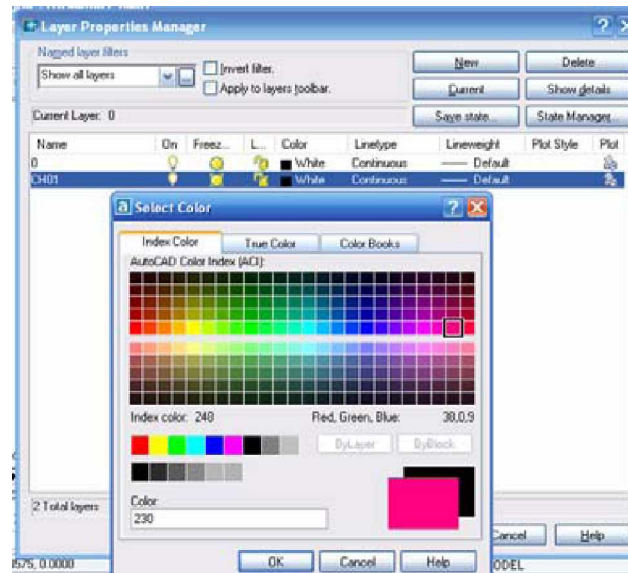 Layer Properties Manager
Named layer filters
Show all layers
...
Invert filter.
Apply to layers toolbar.
New
Delete
Current
Show details
Save state...
State Manager...
Current Layer: 0
Name On Freez... L... Color Linetype Lineweight Plot Style Plot
0 White Continuous Default
CH01 White Continuous Default
Select Color
Index Color
True Color
Color Books
AutoCAD Color Index (ACI):
Index color: 248
Red, Green, Blue: 38,0,9
ByLayer
ByBlock
Color
230
2 Total layers
Cancel
Help
OK
Cancel
Help
575, 0.0000
MODEL